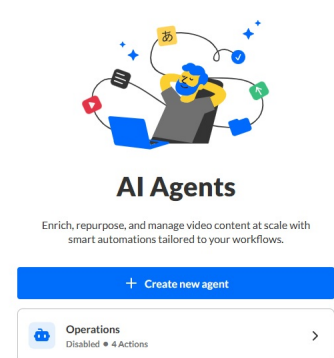 あ
AI Agents
Enrich, repurpose, and manage video content at scale with
smart automations tailored to your workflows.
+ Create new agent
Operations
Disabled • 4 Actions